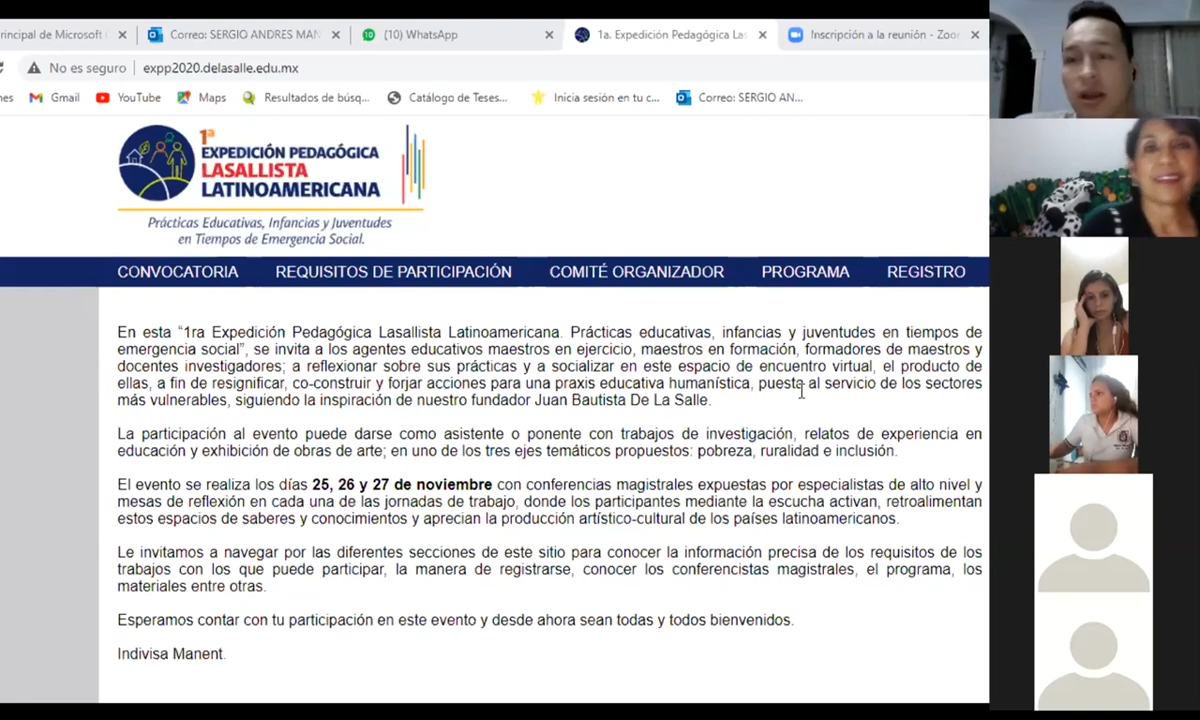 rincipal de Microsoft
Correo: SERGIO ANDRES MAN
(10) WhatsApp
1a. Expedición Pedagógica Las
Inscripción a la reunión - Zoo
No es seguro
expp2020.delasalle.edu.mx
nes
Gmail
YouTube
Maps
Resultados de búsq...
Catálogo de Teses...
Inicia sesión en tu c...
Correo: SERGIO AN...
1ª
EXPEDICIÓN PEDAGÓGICA
LASALLISTA
LATINOAMERICANA
Prácticas Educativas, Infancias y Juventudes
en Tiempos de Emergencia Social.
CONVOCATORIA
REQUISITOS DE PARTICIPACIÓN
COMITÉ ORGANIZADOR
PROGRAMA
REGISTRO
En esta “1ra Expedición Pedagógica Lasallista Latinoamericana. Prácticas educativas, infancias y juventudes en tiempos de
emergencia social”, se invita a los agentes educativos maestros en ejercicio, maestros en formación, formadores de maestros y
docentes investigadores; a reflexionar sobre sus prácticas y a socializar en este espacio de encuentro virtual, el producto de
ellas, a fin de resignificar, co-construir y forjar acciones para una praxis educativa humanística, puesta al servicio de los sectores
más vulnerables, siguiendo la inspiración de nuestro fundador Juan Bautista De La Salle.
La participación al evento puede darse como asistente o ponente con trabajos de investigación, relatos de experiencia en
educación y exhibición de obras de arte; en uno de los tres ejes temáticos propuestos: pobreza, ruralidad e inclusión.
El evento se realiza los días 25, 26 y 27 de noviembre con conferencias magistrales expuestas por especialistas de alto nivel y
mesas de reflexión en cada una de las jornadas de trabajo, donde los participantes mediante la escucha activan, retroalimentan
estos espacios de saberes y conocimientos y aprecian la producción artístico-cultural de los países latinoamericanos.
Le invitamos a navegar por las diferentes secciones de este sitio para conocer la información precisa de los requisitos de los
trabajos con los que puede participar, la manera de registrarse, conocer los conferencistas magistrales, el programa, los
materiales entre otras.
Esperamos contar con tu participación en este evento y desde ahora sean todas y todos bienvenidos.
Indivisa Manent.